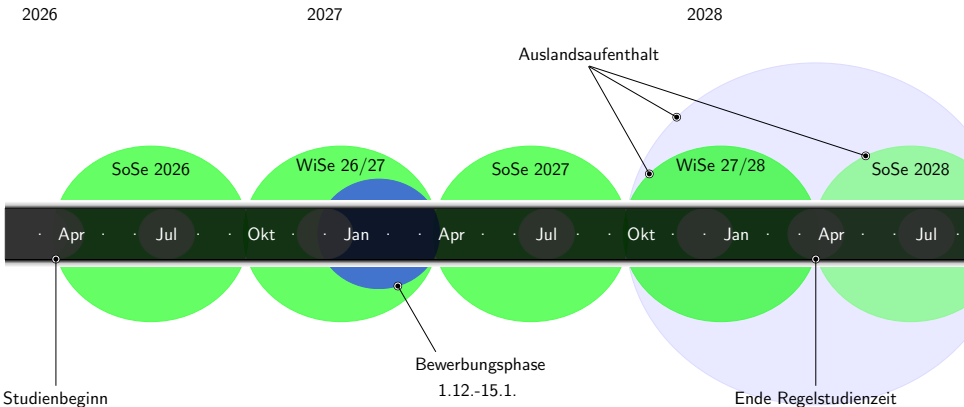 2026 2027 2028
Auslandsaufenthalt
SoSe 2026 WiSe 26/27 SoSe 2027 WiSe 27/28 SoSe 2028
Apr Jul Okt Jan Apr Jul Okt Jan Apr Jul
Bewerbungsphase
1.12.-15.1.
Studienbeginn Ende Regelstudienzeit